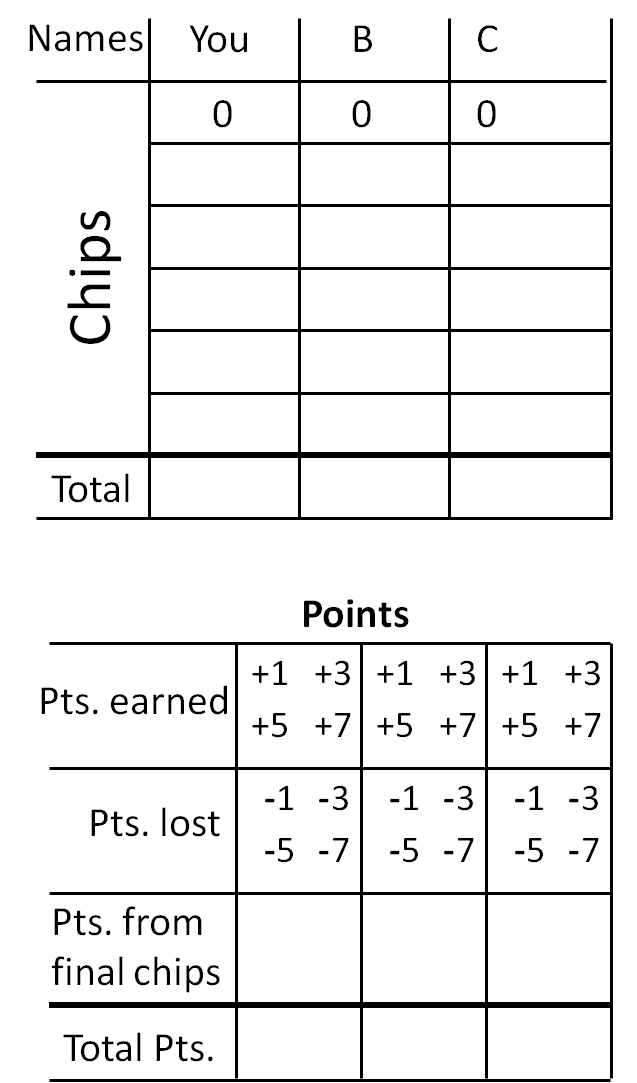 Names You B C
0 0 0
Chips
Total
Points
+1 +3 +1 +3 +1 +3
Pts. earned
+5 +7 +5 +7 +5 +7
-1 -3 -1 -3 -1 -3
Pts. lost
-5 -7 -5 -7 -5 -7
Pts. from
final chips
Total Pts.